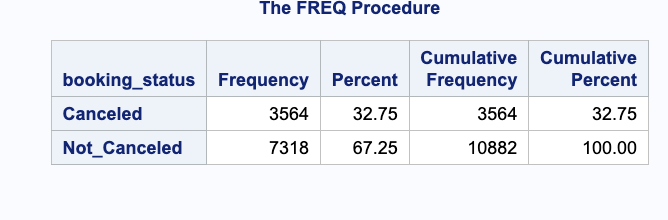 The FREQ Procedure
booking_status Frequency Percent Cumulative Frequency Cumulative Percent
Canceled 3564 32.75 3564 32.75
Not_Canceled 7318 67.25 10882 100.00